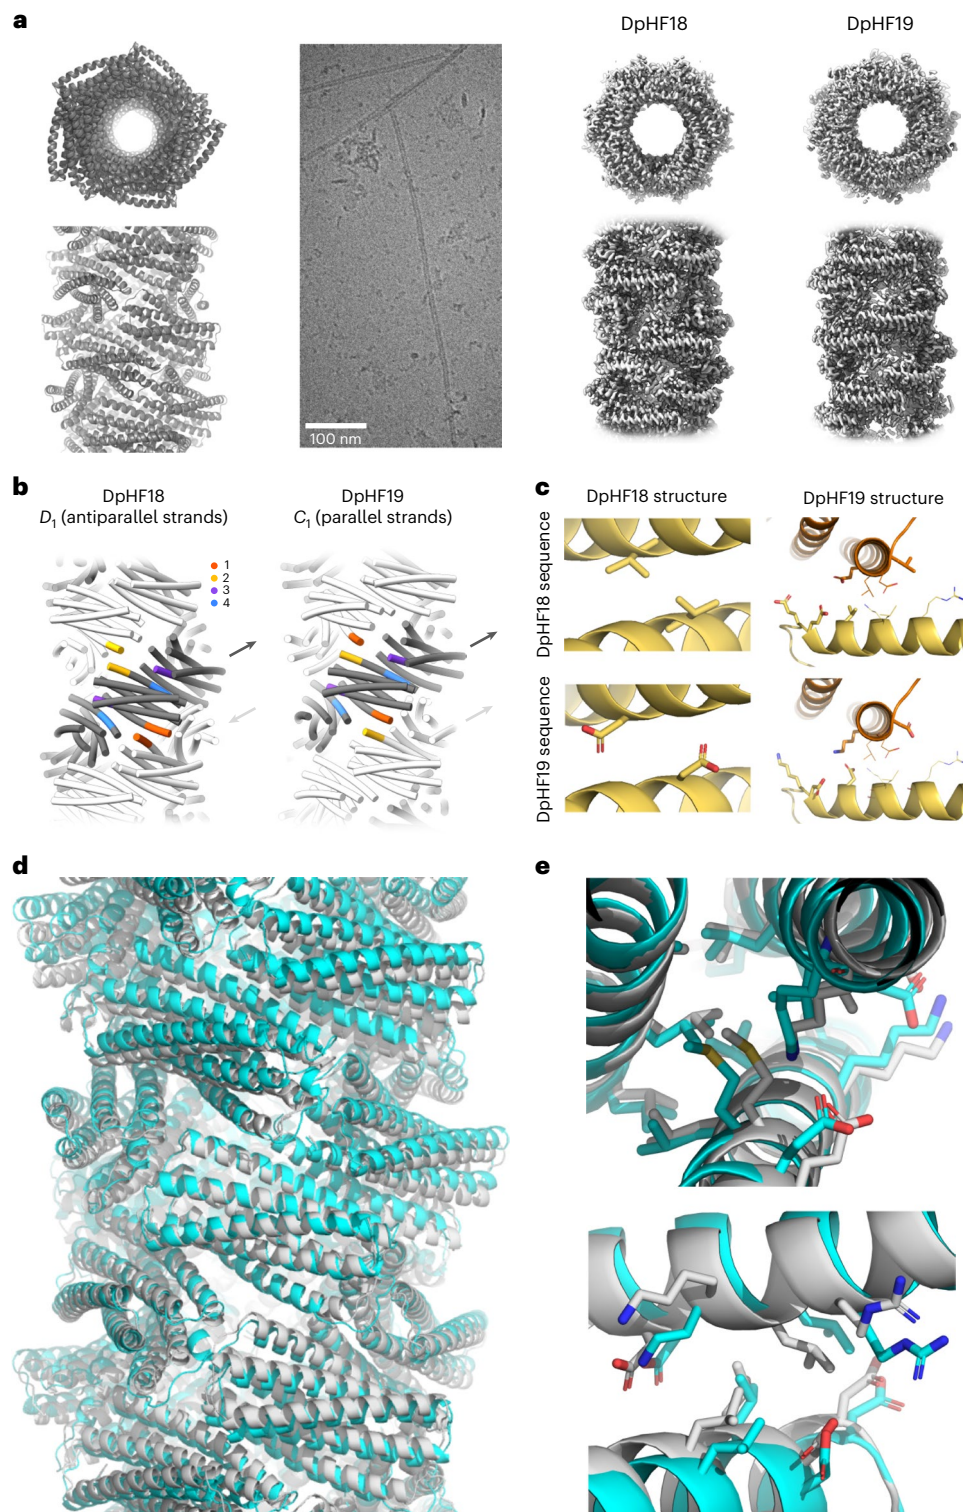 a
DpHF18
DpHF19
100 nm
b
DpHF18
D1 (antiparallel strands)
DpHF19
C1 (parallel strands)
1
2
3
4
c
DpHF18 structure
DpHF19 structure
DpHF18 sequence
DpHF19 sequence
d
e